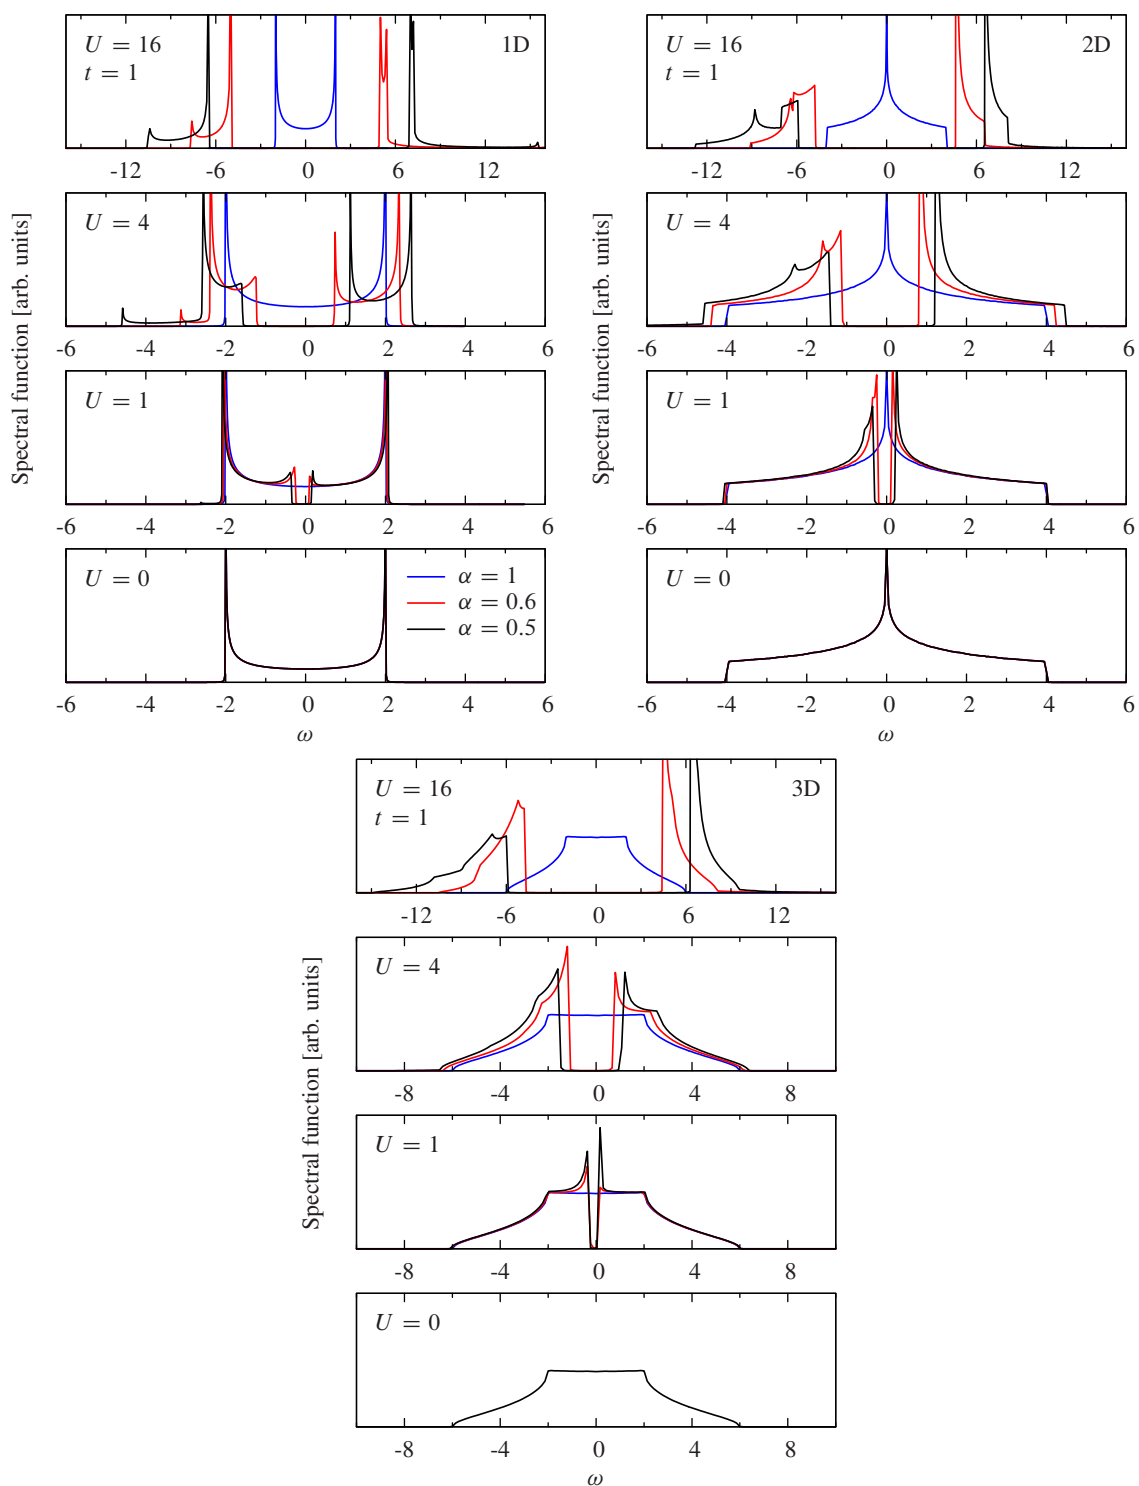 U = 16
t = 1
1D
-12 -6 0 6 12
U = 4
-6 -4 -2 0 2 4 6
U = 1
-6 -4 -2 0 2 4 6
U = 0
α = 1
α = 0.6
α = 0.5
-6 -4 -2 0 2 4 6
ω
Spectral function [arb. units]
U = 16
t = 1
2D
-12 -6 0 6 12
U = 4
-6 -4 -2 0 2 4 6
U = 1
-6 -4 -2 0 2 4 6
U = 0
-6 -4 -2 0 2 4 6
ω
Spectral function [arb. units]
U = 16
t = 1
3D
-12 -6 0 6 12
U = 4
-8 -4 0 4 8
U = 1
-8 -4 0 4 8
U = 0
-8 -4 0 4 8
ω
Spectral function [arb. units]